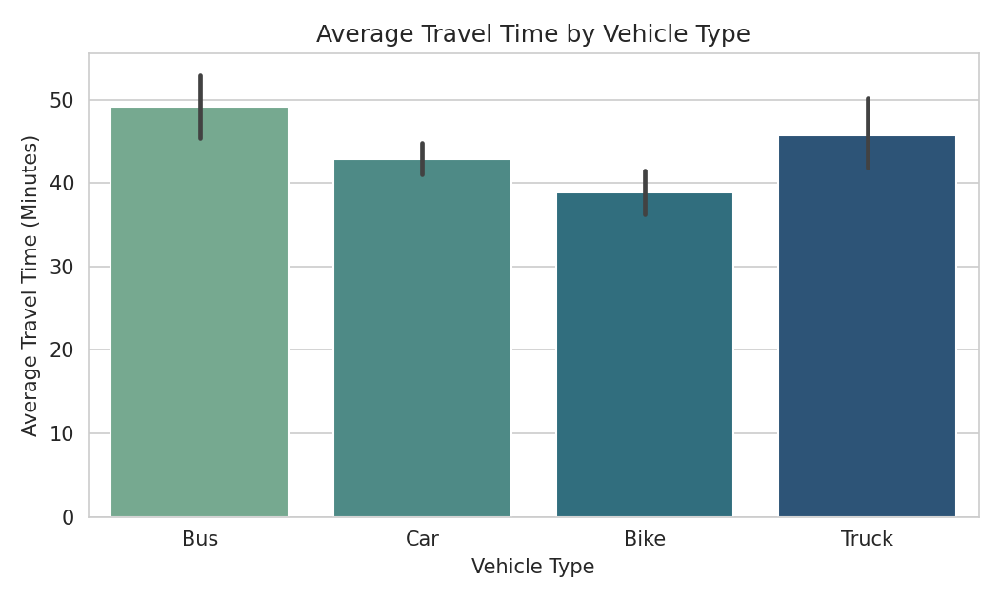 Average Travel Time by Vehicle Type
Average Travel Time (Minutes)
50
40
30
20
10
0
Bus Car Bike Truck
Vehicle Type